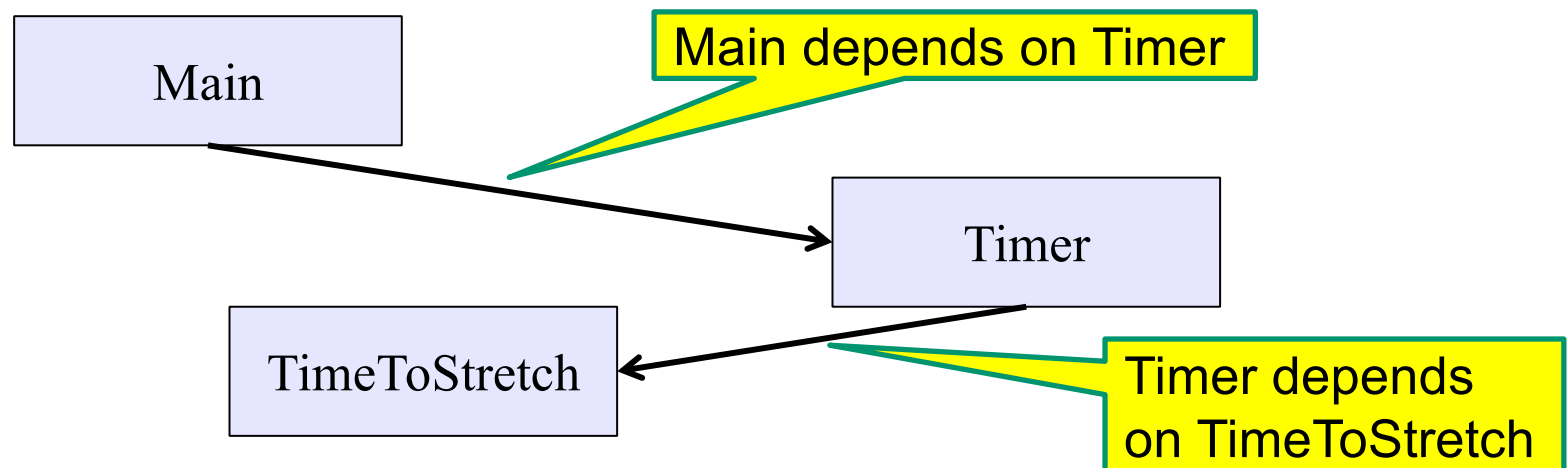 Main depends on Timer
Main
Timer
TimeToStretch
Timer depends
on TimeToStretch